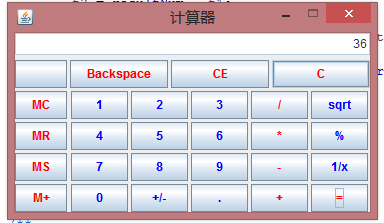 计算器
36
Backspace CE C
MC 1 2 3 / sqrt
MR 4 5 6 * %
MS 7 8 9 - 1/x
M+ 0 +/- . + =
/**